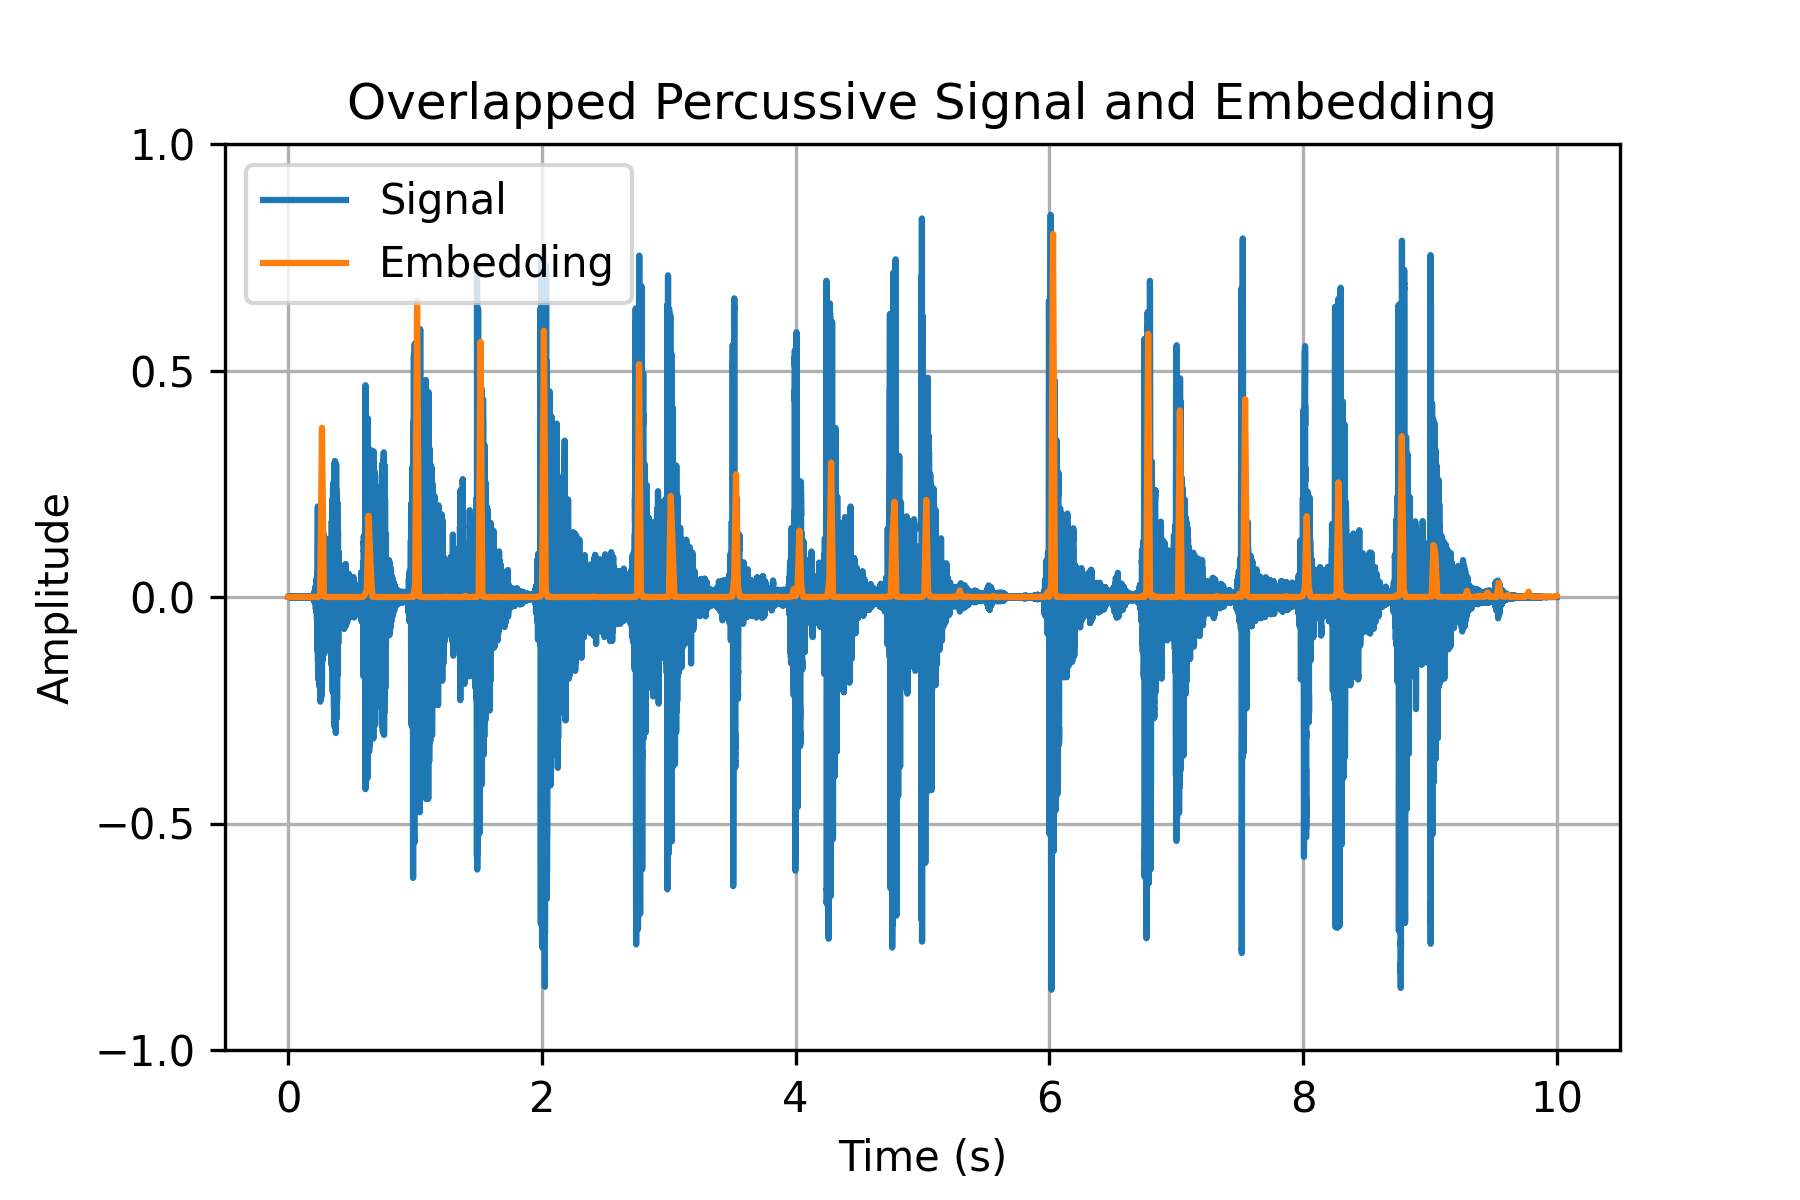 Overlapped Percussive Signal and Embedding
1.0
Signal
Embedding
0.5
0.0
−0.5
−1.0
Amplitude
0 2 4 6 8 10
Time (s)